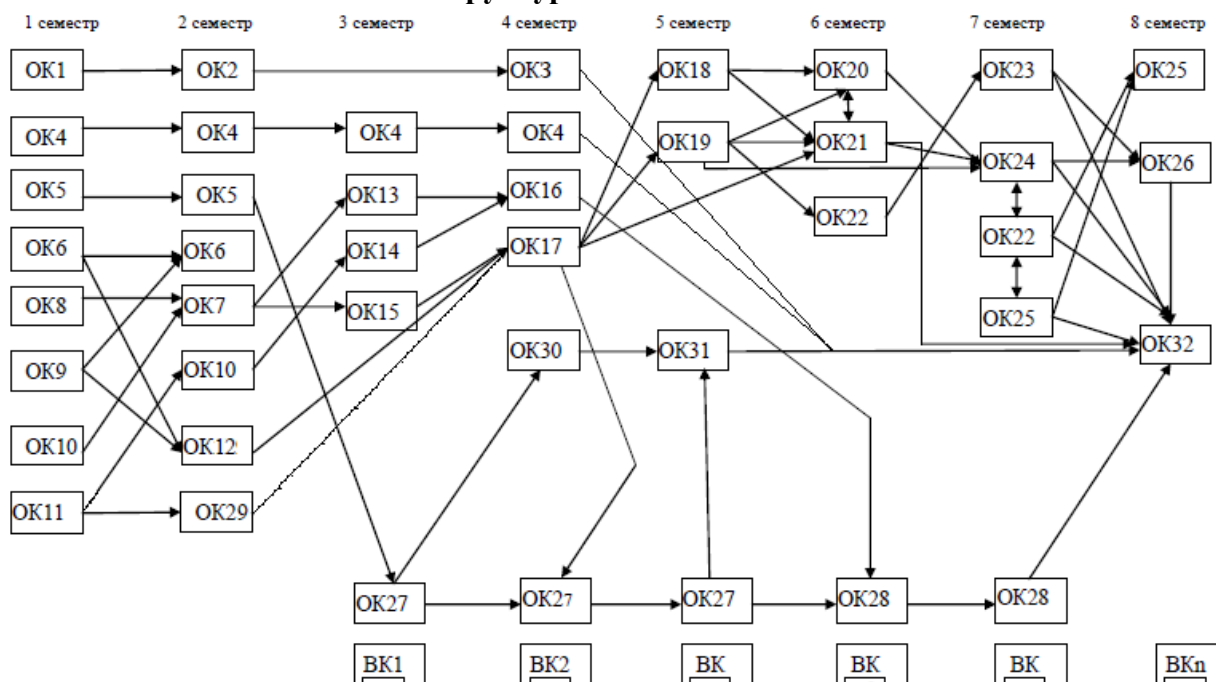 1 семестр 2 семестр 3 семестр 4 семестр 5 семестр 6 семестр 7 семестр 8 семестр
ОК1 ОК2 ОК3 ОК18 ОК20 ОК23 ОК25
ОК4 ОК4 ОК4 ОК4 ОК19 ОК21 ОК24 ОК26
ОК5 ОК5 ОК13 ОК16 ОК22
ОК6 ОК6 ОК14 ОК17 ОК22
ОК8 ОК7 ОК15 ОК25
ОК9 ОК10 ОК30 ОК31 ОК32
ОК10 ОК12
ОК11 ОК29
ОК27 ОК27 ОК27 ОК28 ОК28
ВК1 ВК2 ВК ВК ВК ВКn